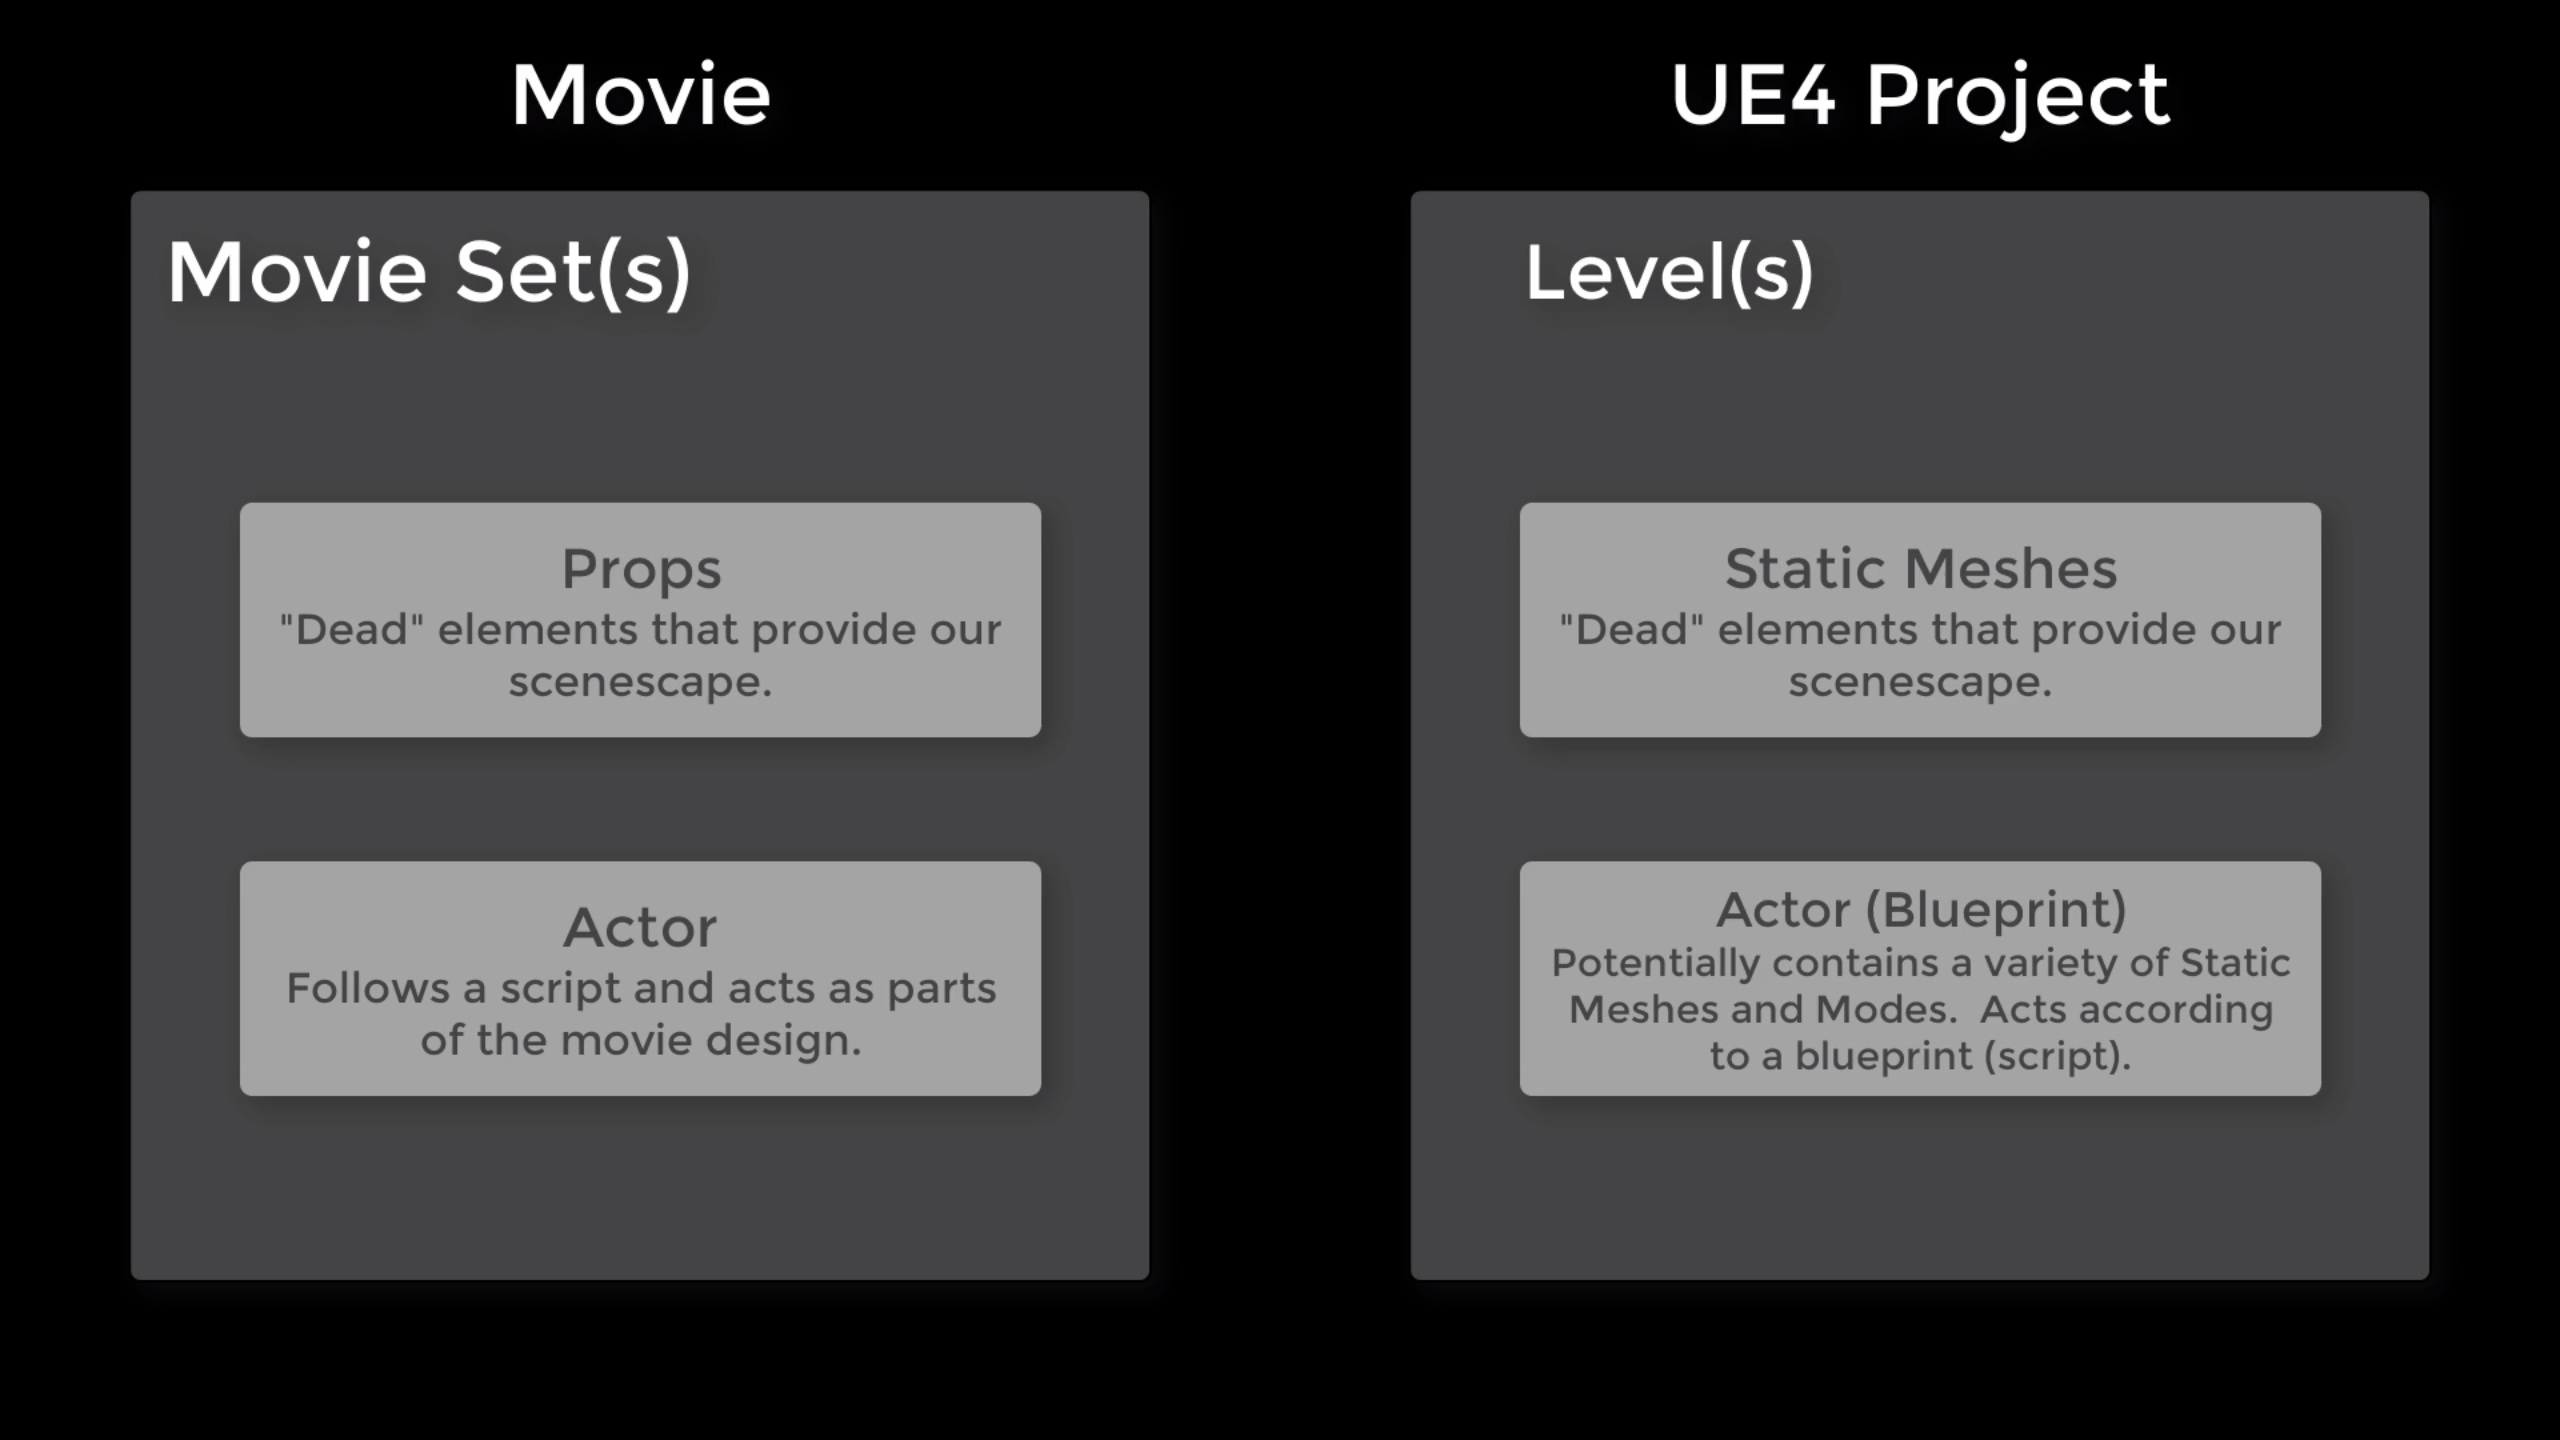 Movie
Movie Set(s)
Props
"Dead" elements that provide our
scenescape.
Actor
Follows a script and acts as parts
of the movie design.
UE4 Project
Level(s)
Static Meshes
"Dead" elements that provide our
scenescape.
Actor (Blueprint)
Potentially contains a variety of Static
Meshes and Modes.  Acts according
to a blueprint (script).